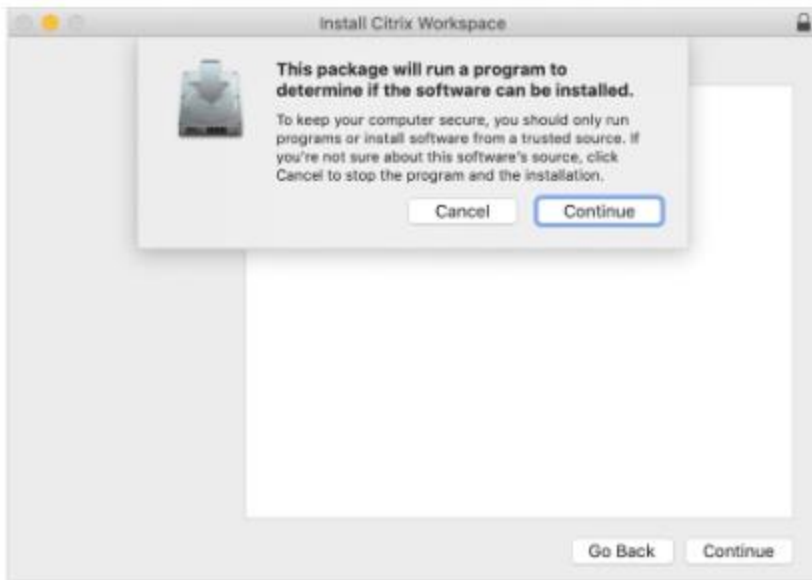 Install Citrix Workspace
This package will run a program to
determine if the software can be installed.
To keep your computer secure, you should only run
programs or install software from a trusted source. If
you're not sure about this software's source, click
Cancel to stop the program and the installation.
Cancel
Continue
Go Back
Continue